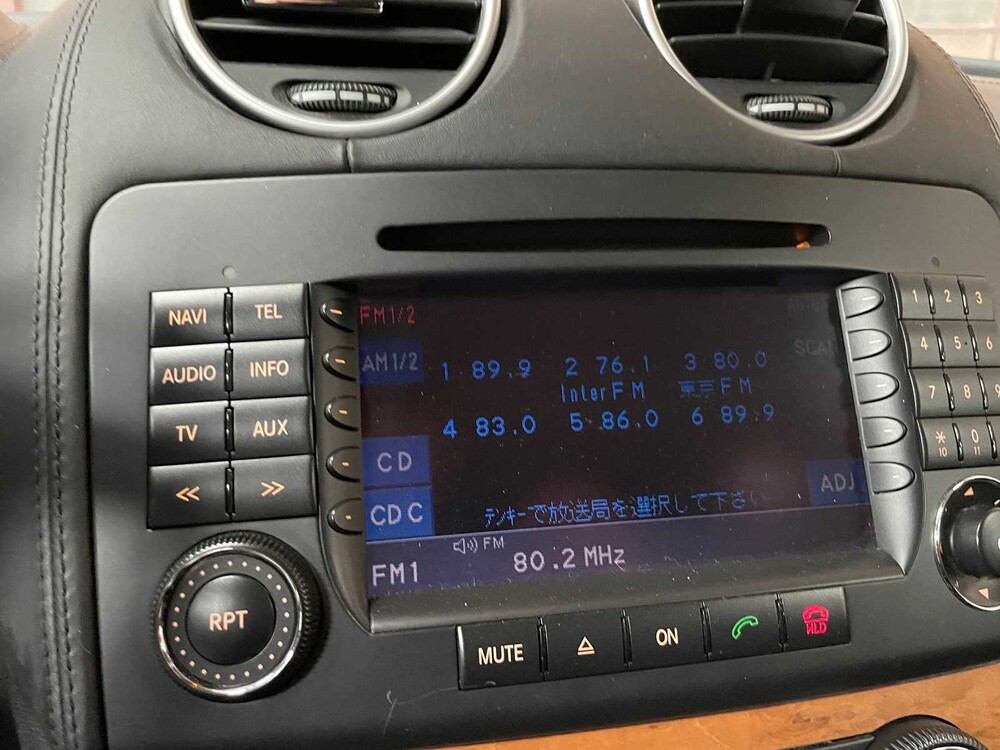 NAVI TEL
AUDIO INFO
TV AUX
<< >>
RPT
FM1/2
AM1/2
CD
CD C
1 89.9 2 76.1 3 80.0
InterFM 東京FM
4 83.0 5 86.0 6 89.9
SCAN
ADJ
テンキーで放送局を選択して下さい
FM
FM1 80.2 MHz
MUTE ON
1 2 3
4 5 6
7 8 9
* 0
10 11